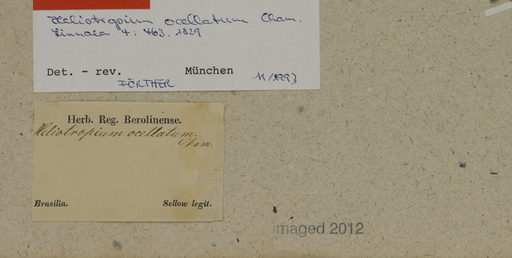 Heliotropium ocellatum Cham.
Linnaea 4: 463. 1829
Det. - rev. München
FÖRTHER 11/1993
Herb. Reg. Berolinense.
Heliotropium ocellatum.
Cham.
Brasilia. Sellow legit.
imaged 2012